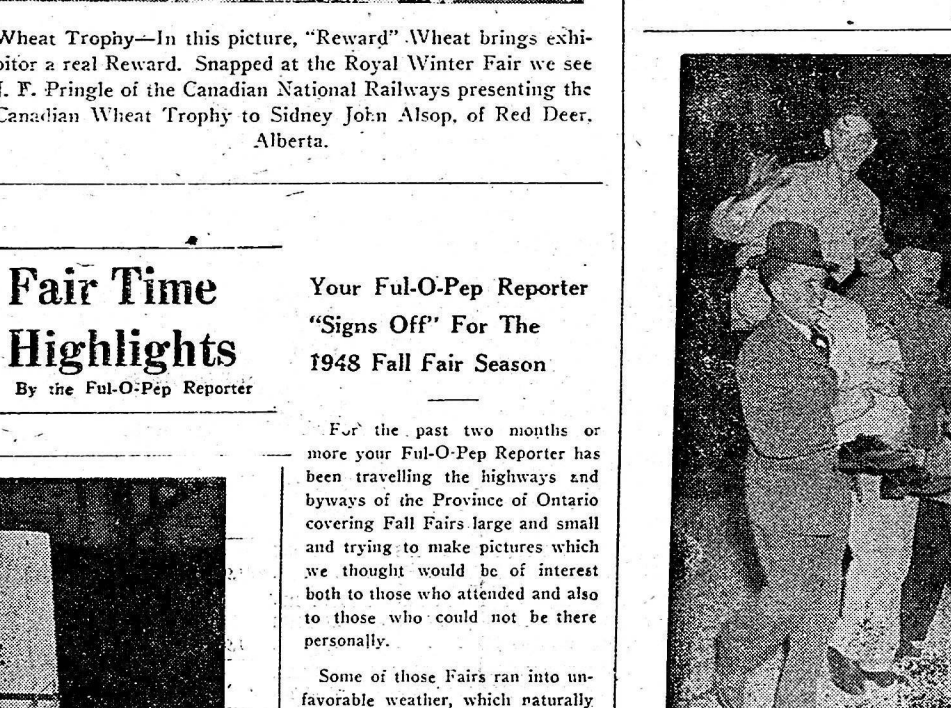 Wheat Trophy—In this picture, "Reward" Wheat brings exhi-
bitor a real Reward. Snapped at the Royal Winter Fair we see
J. F. Pringle of the Canadian National Railways presenting the
Canadian Wheat Trophy to Sidney John Alsop, of Red Deer,
Alberta.
Fair Time
Highlights
By the Ful-O-Pep Reporter
Your Ful-O-Pep Reporter
"Signs Off" For The
1948 Fall Fair Season
For the past two months or
more your Ful-O-Pep Reporter has
been travelling the highways and
byways of the Province of Ontario
covering Fall Fairs large and small
and trying to make pictures which
we thought would be of interest
both to those who attended and also
to those who could not be there
personally.
Some of those Fairs ran into un-
favorable weather, which naturally